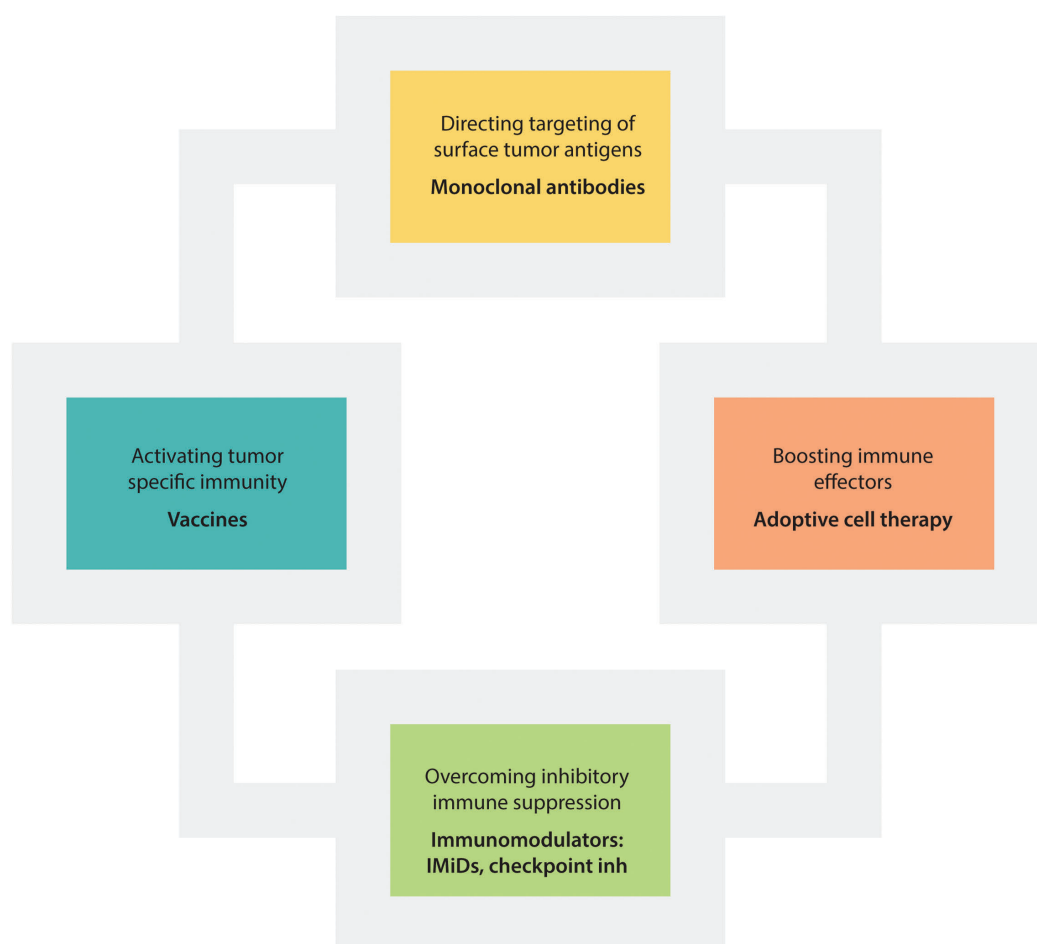 Directing targeting of
surface tumor antigens
Monoclonal antibodies
Activating tumor
specific immunity
Vaccines
Boosting immune
effectors
Adoptive cell therapy
Overcoming inhibitory
immune suppression
Immunomodulators:
IMiDs, checkpoint inh